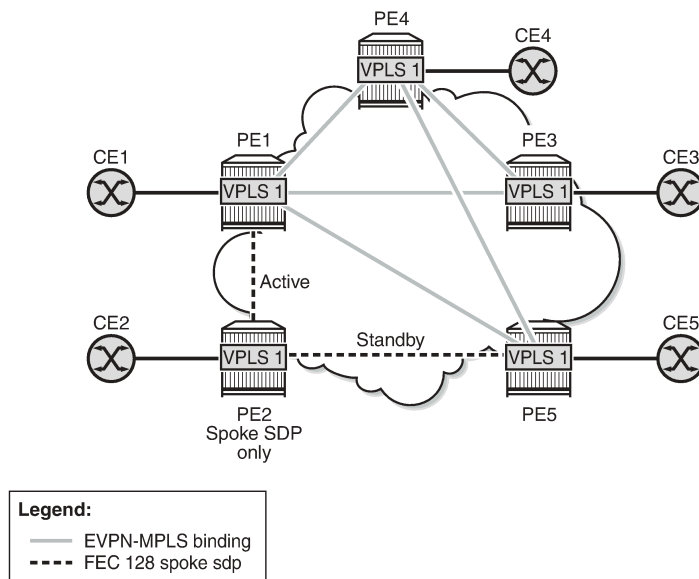 PE4
CE4
VPLS 1
CE1
PE1
PE3
CE3
VPLS 1
VPLS 1
Active
CE2
Standby
CE5
VPLS 1
VPLS 1
PE2
PE5
Spoke SDP
only
Legend:
EVPN-MPLS binding
FEC 128 spoke sdp